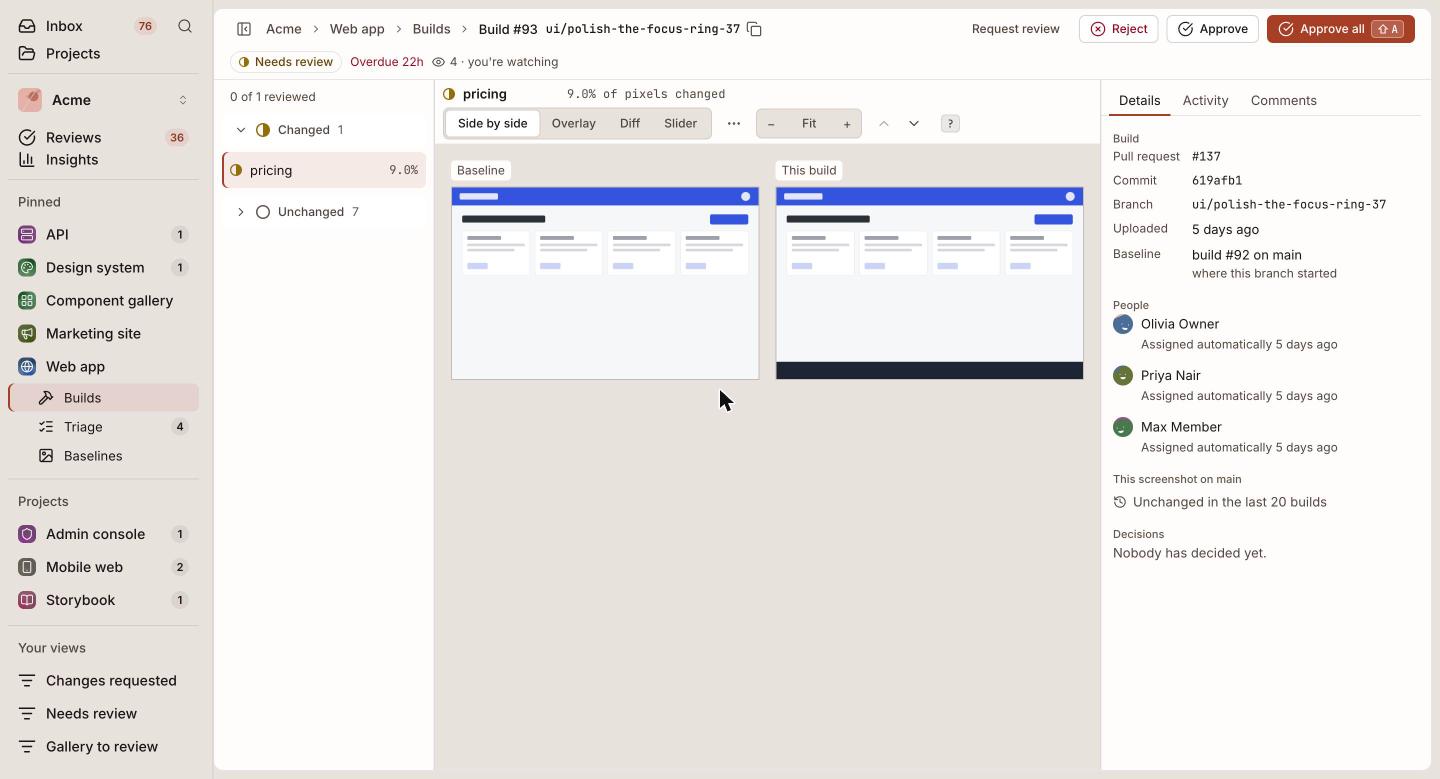 Inbox 76
Projects
Acme
Reviews 36
Insights
Pinned
API 1
Design system 1
Component gallery
Marketing site
Web app
Builds
Triage 4
Baselines
Projects
Admin console 1
Mobile web 2
Storybook 1
Your views
Changes requested
Needs review
Gallery to review
Acme > Web app > Builds > Build #93 ui/polish-the-focus-ring-37
Request review Reject Approve Approve all ⇧ A
Needs review Overdue 22h 4 · you're watching
0 of 1 reviewed
Changed 1
pricing 9.0%
Unchanged 7
pricing 9.0% of pixels changed
Side by side Overlay Diff Slider ··· − Fit + ?
Baseline
This build
Details Activity Comments
Build
Pull request #137
Commit 619afb1
Branch ui/polish-the-focus-ring-37
Uploaded 5 days ago
Baseline build #92 on main
where this branch started
People
Olivia Owner
Assigned automatically 5 days ago
Priya Nair
Assigned automatically 5 days ago
Max Member
Assigned automatically 5 days ago
This screenshot on main
Unchanged in the last 20 builds
Decisions
Nobody has decided yet.